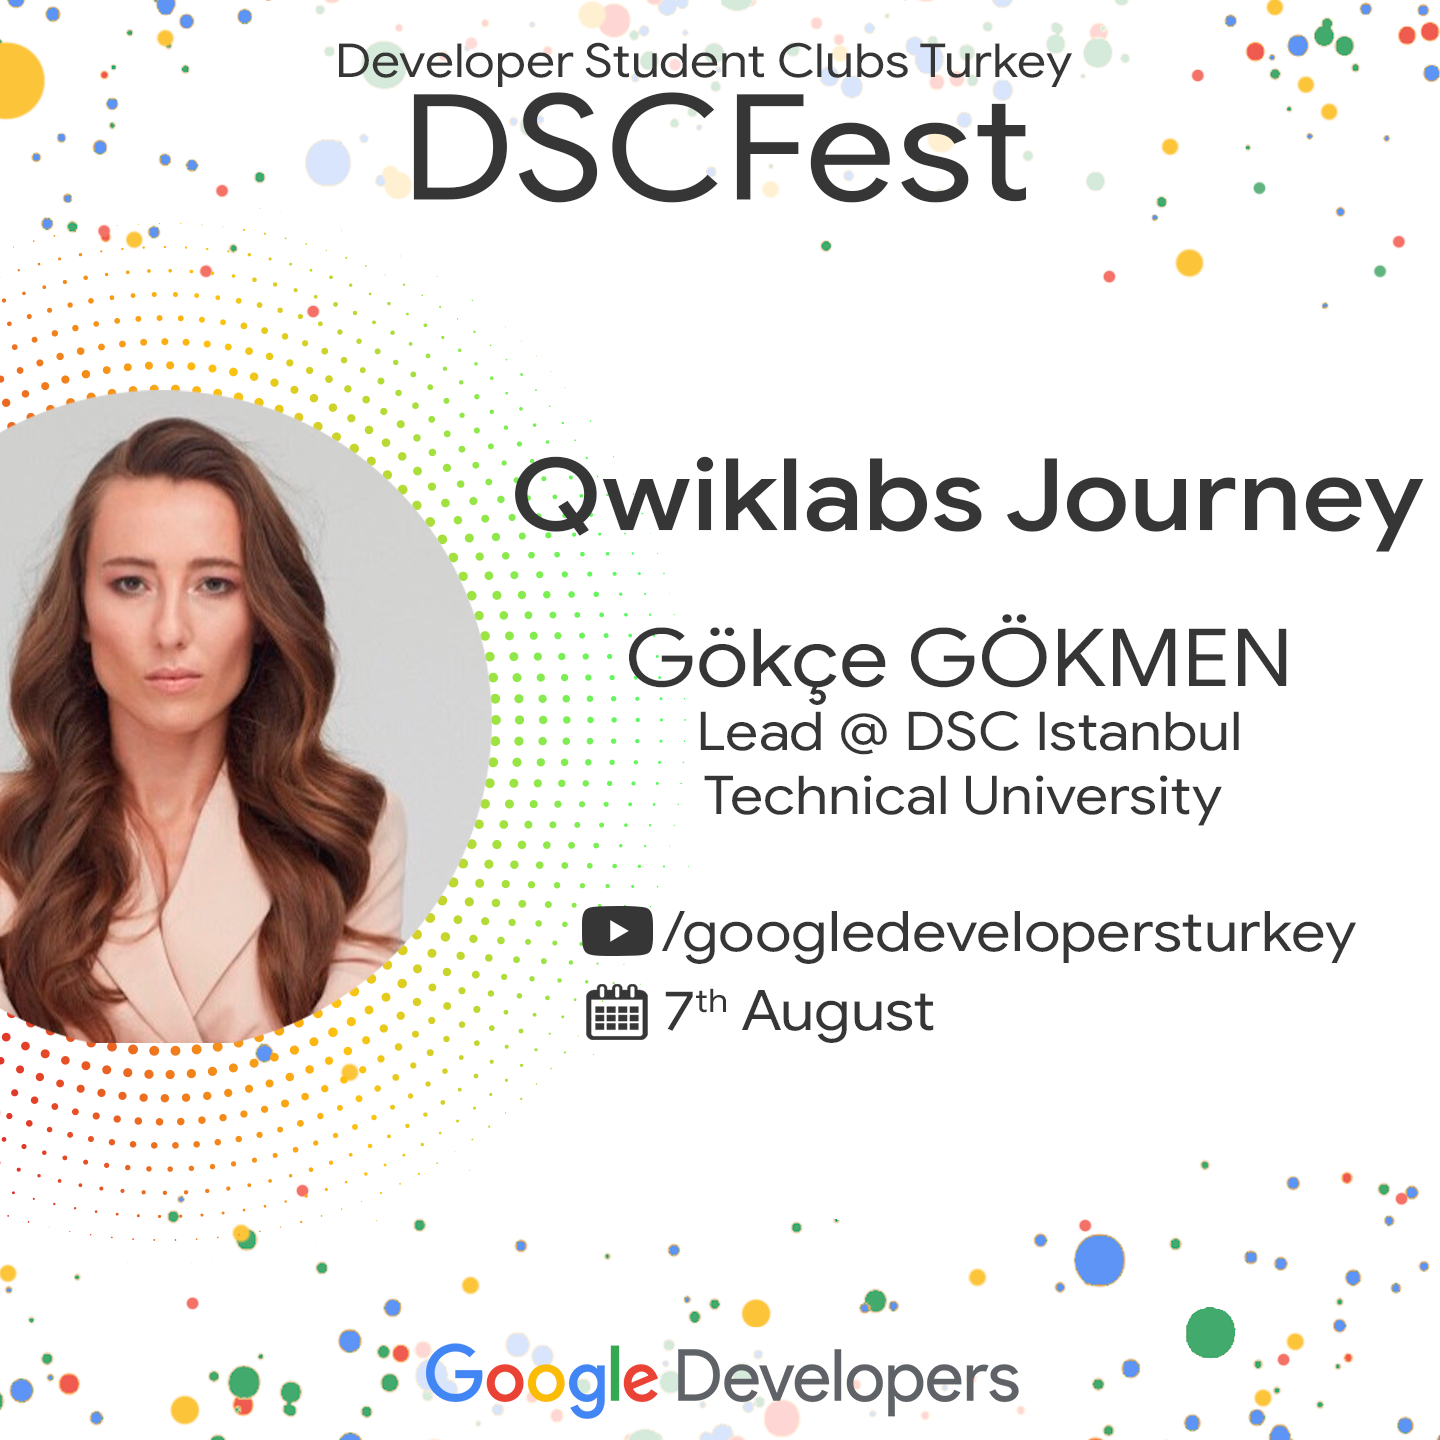 Developer Student Clubs Turkey
DSCFest
Qwiklabs Journey
Gökçe GÖKMEN
Lead @ DSC Istanbul
Technical University
/googledevelopersturkey
7th August
Google Developers